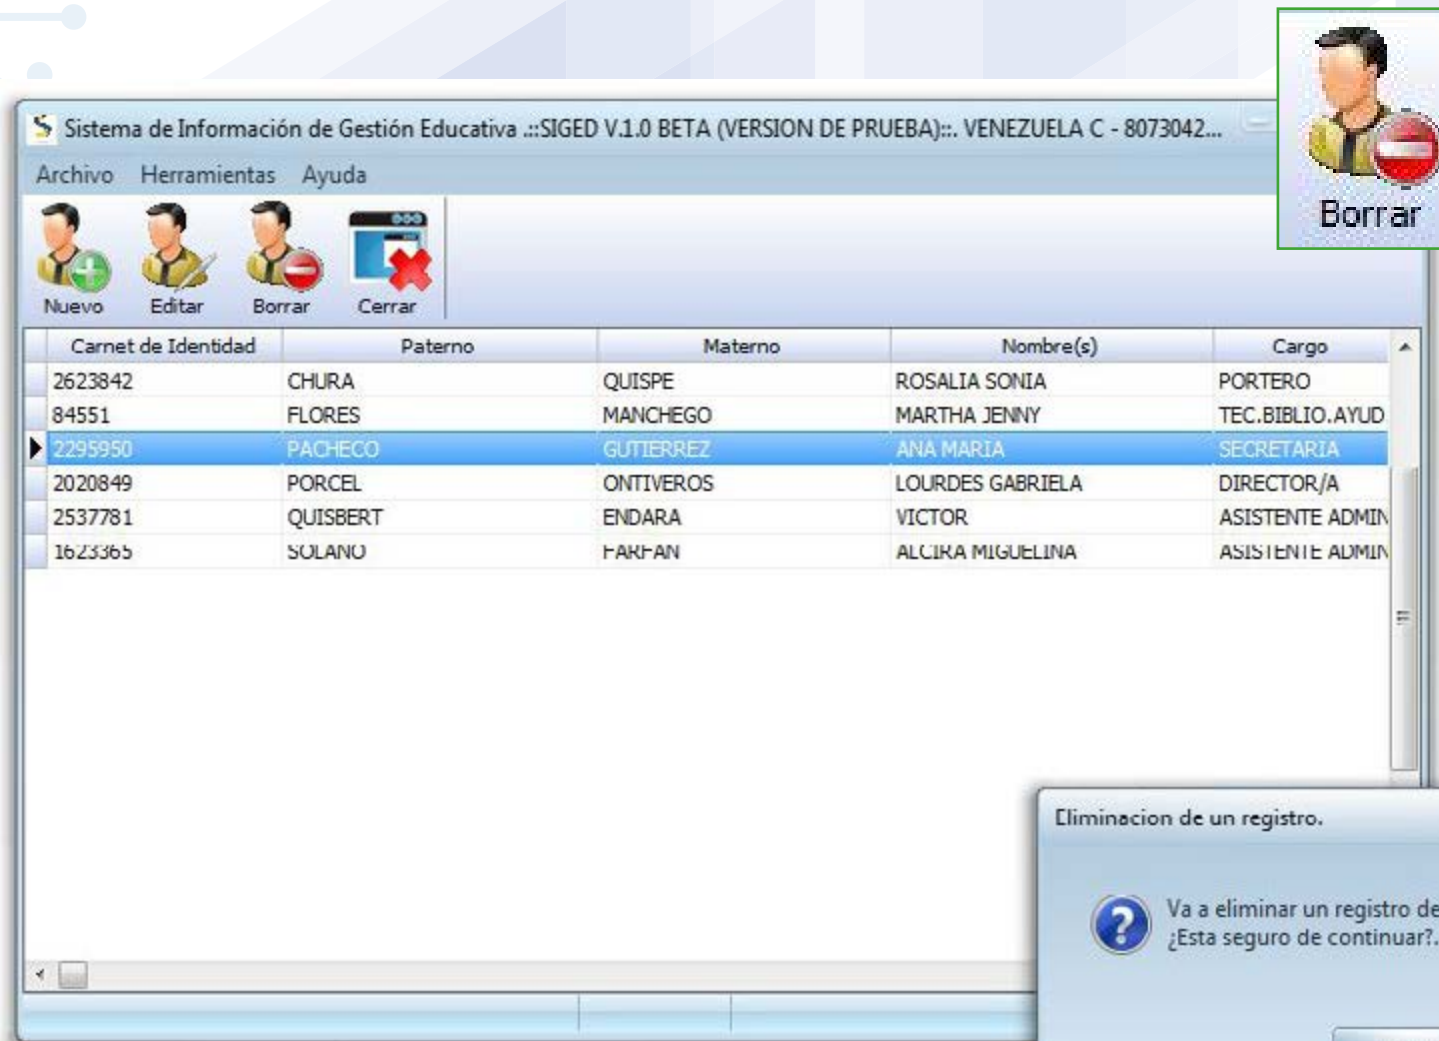 Sistema de Información de Gestión Educativa .::SIGED V.1.0 BETA (VERSION DE PRUEBA)::. VENEZUELA C - 8073042...
Borrar
Archivo Herramientas Ayuda
Nuevo Editar Borrar Cerrar
Carnet de Identidad Paterno Materno Nombre(s) Cargo
2623842 CHURA QUISPE ROSALIA SONIA PORTERO
84551 FLORES MANCHEGO MARTHA JENNY TEC.BIBLIO.AYUD
2295950 PACHECO GUTIERREZ ANA MARIA SECRETARIA
2020849 PORCEL ONTIVEROS LOURDES GABRIELA DIRECTOR/A
2537781 QUISBERT ENDARA VICTOR ASISTENTE ADMIN
1623365 SOLANO FARFAN ALCIRA MIGUELINA ASISTENTE ADMIN
Eliminacion de un registro.
Va a eliminar un registro de
¿Esta seguro de continuar?.